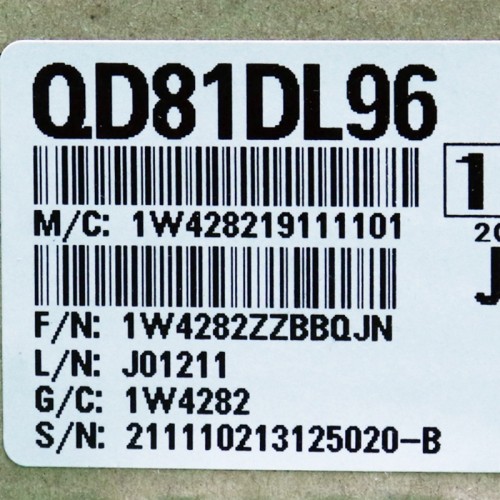 QD81DL96
1
M/C: 1W428219111101
J
F/N: 1W4282ZZBBQJN
L/N: J01211
G/C: 1W4282
S/N: 211110213125020-B